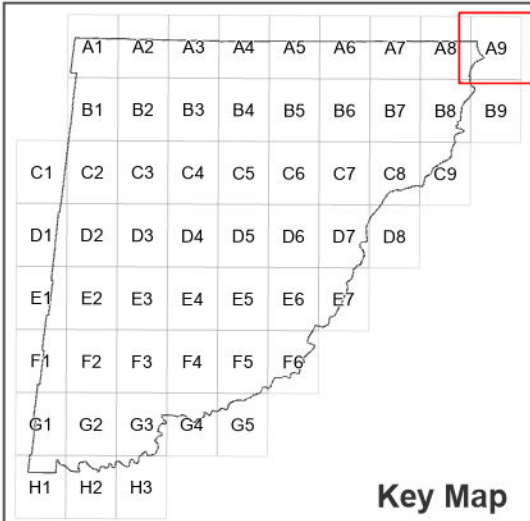 A1 A2 A3 A4 A5 A6 A7 A8 A9
B1 B2 B3 B4 B5 B6 B7 B8 B9
C1 C2 C3 C4 C5 C6 C7 C8 C9
D1 D2 D3 D4 D5 D6 D7 D8
E1 E2 E3 E4 E5 E6 E7
F1 F2 F3 F4 F5 F6
G1 G2 G3 G4 G5
H1 H2 H3
Key Map